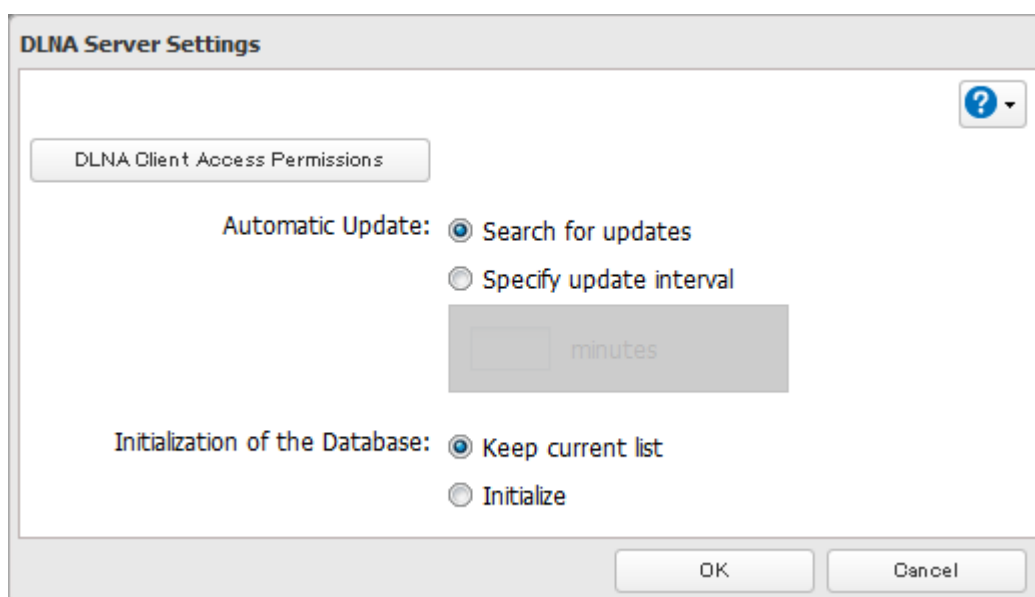 DLNA Server Settings
?
DLNA Client Access Permissions
Automatic Update: Search for updates
Specify update interval
minutes
Initialization of the Database: Keep current list
Initialize
OK Cancel